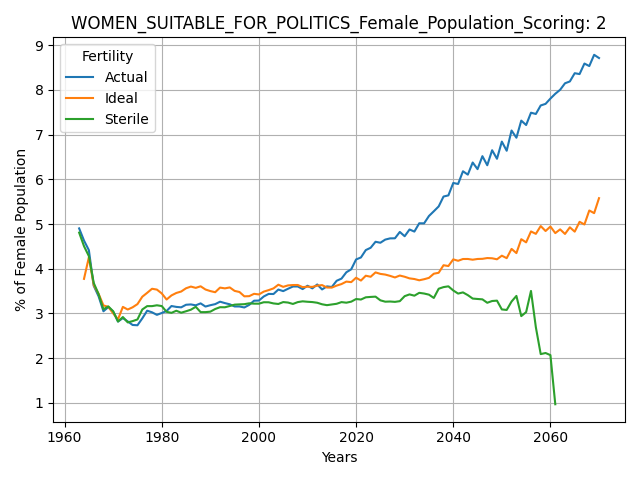 WOMEN_SUITABLE_FOR_POLITICS_Female_Population_Scoring: 2
Fertility
Actual
Ideal
Sterile
% of Female Population
9
8
7
6
5
4
3
2
1
1960 1980 2000 2020 2040 2060
Years